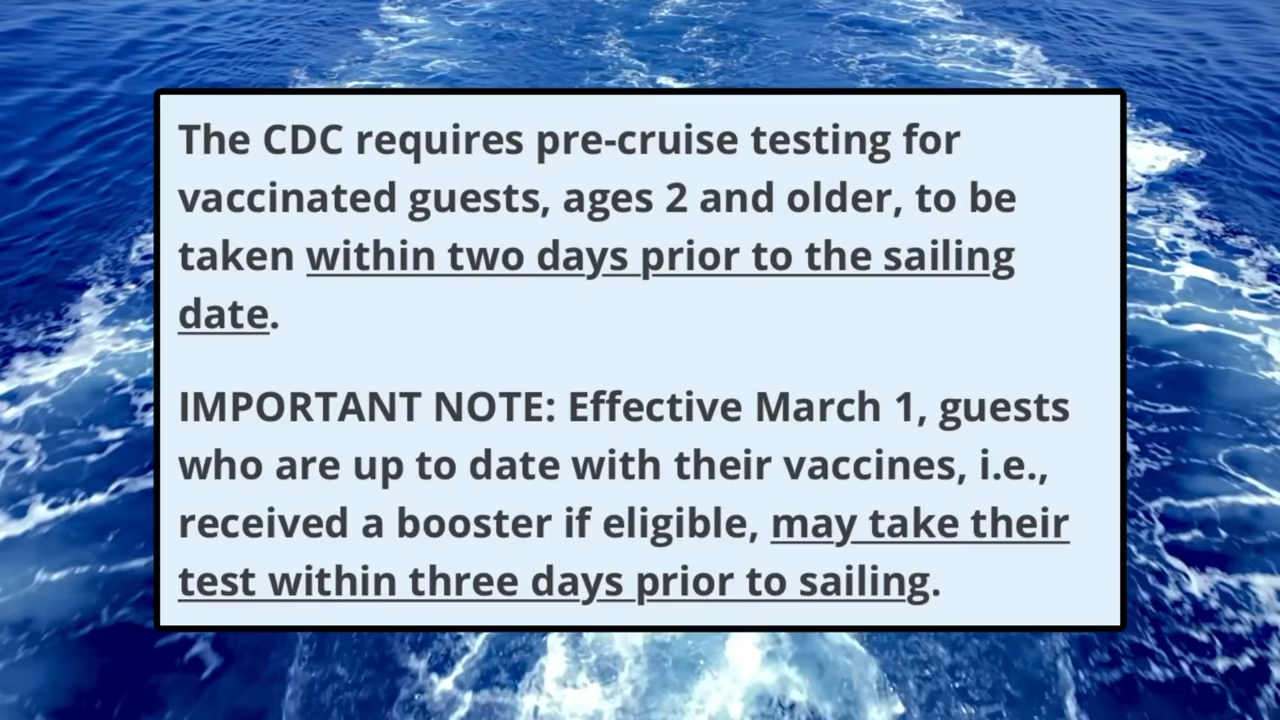 The CDC requires pre-cruise testing for
vaccinated guests, ages 2 and older, to be
taken within two days prior to the sailing
date.
IMPORTANT NOTE: Effective March 1, guests
who are up to date with their vaccines, i.e.,
received a booster if eligible, may take their
test within three days prior to sailing.